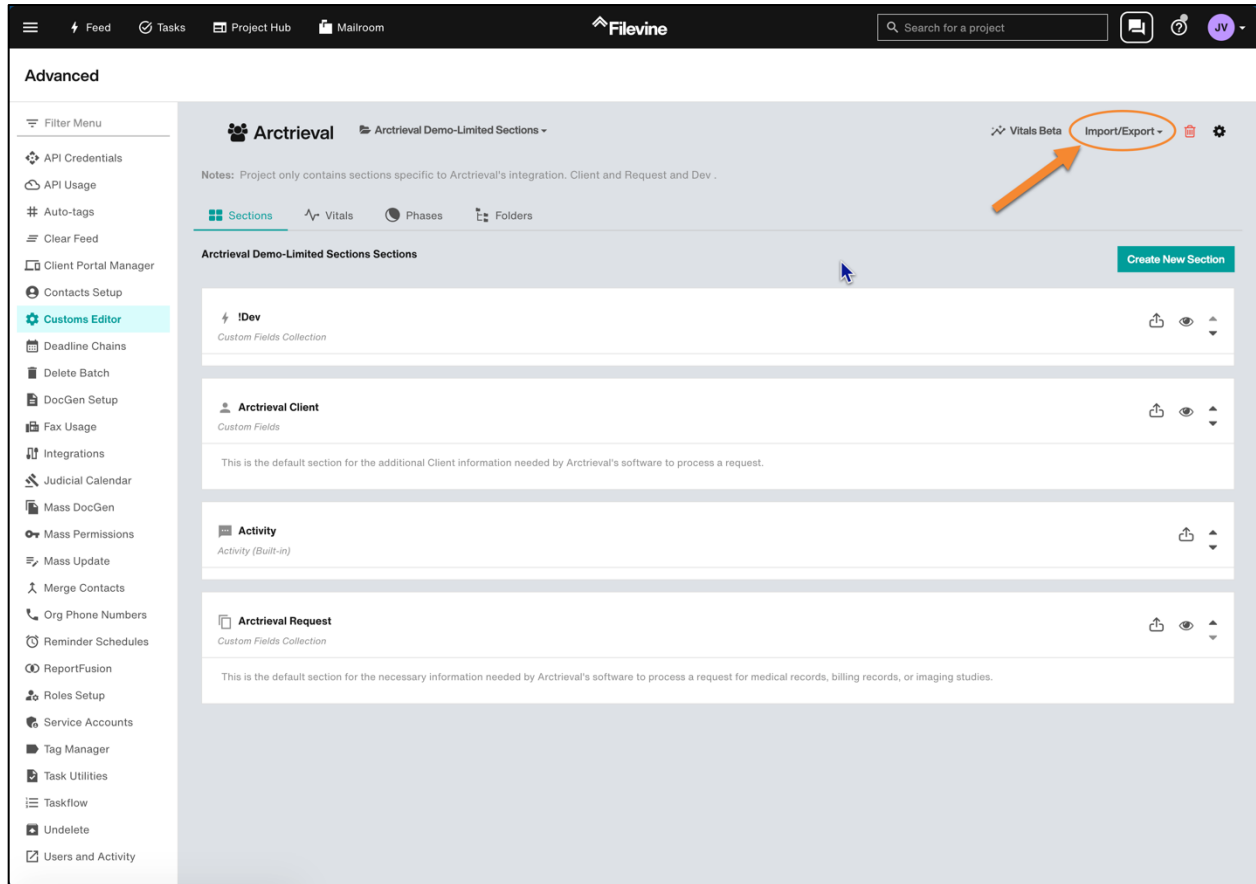 Feed
Tasks
Project Hub
Mailroom
Filevine
Search for a project
JV
Advanced
Filter Menu
API Credentials
API Usage
Auto-tags
Clear Feed
Client Portal Manager
Contacts Setup
Customs Editor
Deadline Chains
Delete Batch
DocGen Setup
Fax Usage
Integrations
Judicial Calendar
Mass DocGen
Mass Permissions
Mass Update
Merge Contacts
Org Phone Numbers
Reminder Schedules
ReportFusion
Roles Setup
Service Accounts
Tag Manager
Task Utilities
Taskflow
Undelete
Users and Activity
Arctrieval
Arctrieval Demo-Limited Sections
Vitals Beta
Import/Export
Notes: Project only contains sections specific to Arctrieval's integration. Client and Request and Dev .
Sections
Vitals
Phases
Folders
Arctrieval Demo-Limited Sections Sections
Create New Section
!Dev
Custom Fields Collection
Arctrieval Client
Custom Fields
This is the default section for the additional Client information needed by Arctrieval's software to process a request.
Activity
Activity (Built-in)
Arctrieval Request
Custom Fields Collection
This is the default section for the necessary information needed by Arctrieval's software to process a request for medical records, billing records, or imaging studies.